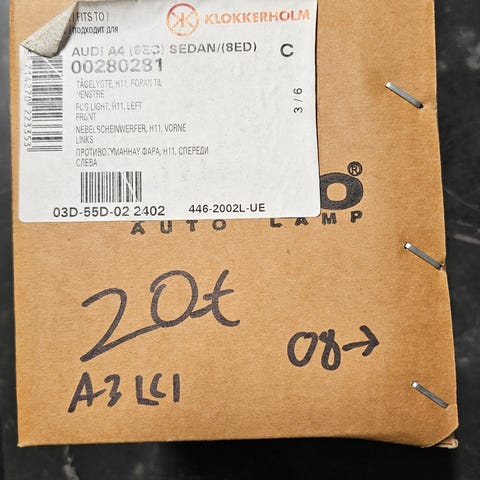 [ FITS TO ]
подходит для
KLOKKERHOLM
AUDI A4 (8EC) SEDAN/(8ED)
C
00280281
TÅGELYGTE, H11, FORAN TIL
VENSTRE
FOG LIGHT, H11, LEFT
FRONT
NEBELSCHEINWERFER, H11, VORNE
LINKS
ПРОТИВОТУМАННАУ ФАРА, H11, СПЕРЕДИ
СЛЕВА
3 / 6
03D-55D-02 2402
446-2002L-UE
O®
AUTO LAMP
20t
08→
A3 LCI